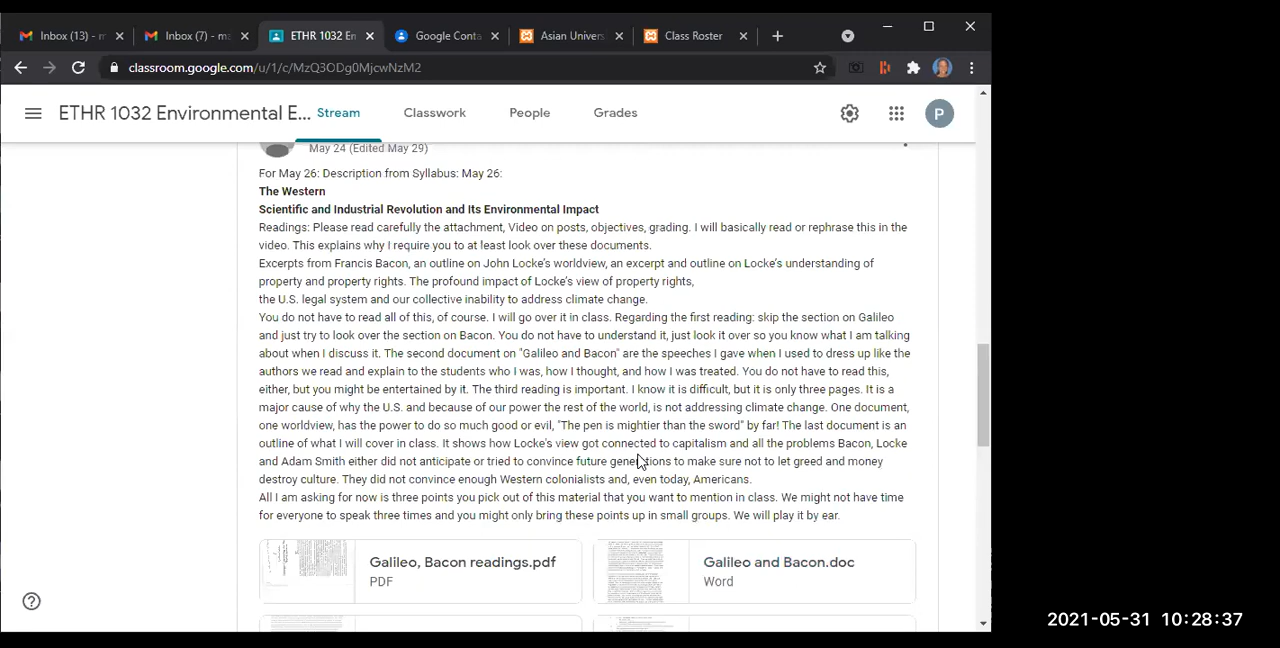 Inbox (13) - m
Inbox (7) - ma
ETHR 1032 En
Google Conta
Asian Univers
Class Roster
classroom.google.com/u/1/c/MzQ3ODg0MjcwNzM2
ETHR 1032 Environmental E...
Stream
Classwork
People
Grades
P
May 24 (Edited May 29)
For May 26: Description from Syllabus: May 26:
The Western
Scientific and Industrial Revolution and Its Environmental Impact
Readings: Please read carefully the attachment, Video on posts, objectives, grading. I will basically read or rephrase this in the
video. This explains why I require you to at least look over these documents.
Excerpts from Francis Bacon, an outline on John Locke's worldview, an excerpt and outline on Locke's understanding of
property and property rights. The profound impact of Locke's view of property rights,
the U.S. legal system and our collective inability to address climate change.
You do not have to read all of this, of course. I will go over it in class. Regarding the first reading: skip the section on Galileo
and just try to look over the section on Bacon. You do not have to understand it, just look it over so you know what I am talking
about when I discuss it. The second document on "Galileo and Bacon" are the speeches I gave when I used to dress up like the
authors we read and explain to the students who I was, how I thought, and how I was treated. You do not have to read this,
either, but you might be entertained by it. The third reading is important. I know it is difficult, but it is only three pages. It is a
major cause of why the U.S. and because of our power the rest of the world, is not addressing climate change. One document,
one worldview, has the power to do so much good or evil, "The pen is mightier than the sword" by far! The last document is an
outline of what I will cover in class. It shows how Locke's view got connected to capitalism and all the problems Bacon, Locke
and Adam Smith either did not anticipate or tried to convince future generations to make sure not to let greed and money
destroy culture. They did not convince enough Western colonialists and, even today, Americans.
All I am asking for now is three points you pick out of this material that you want to mention in class. We might not have time
for everyone to speak three times and you might only bring these points up in small groups. We will play it by ear.
Galileo, Bacon readings.pdf
PDF
Galileo and Bacon.doc
Word
2021-05-31 10:28:37